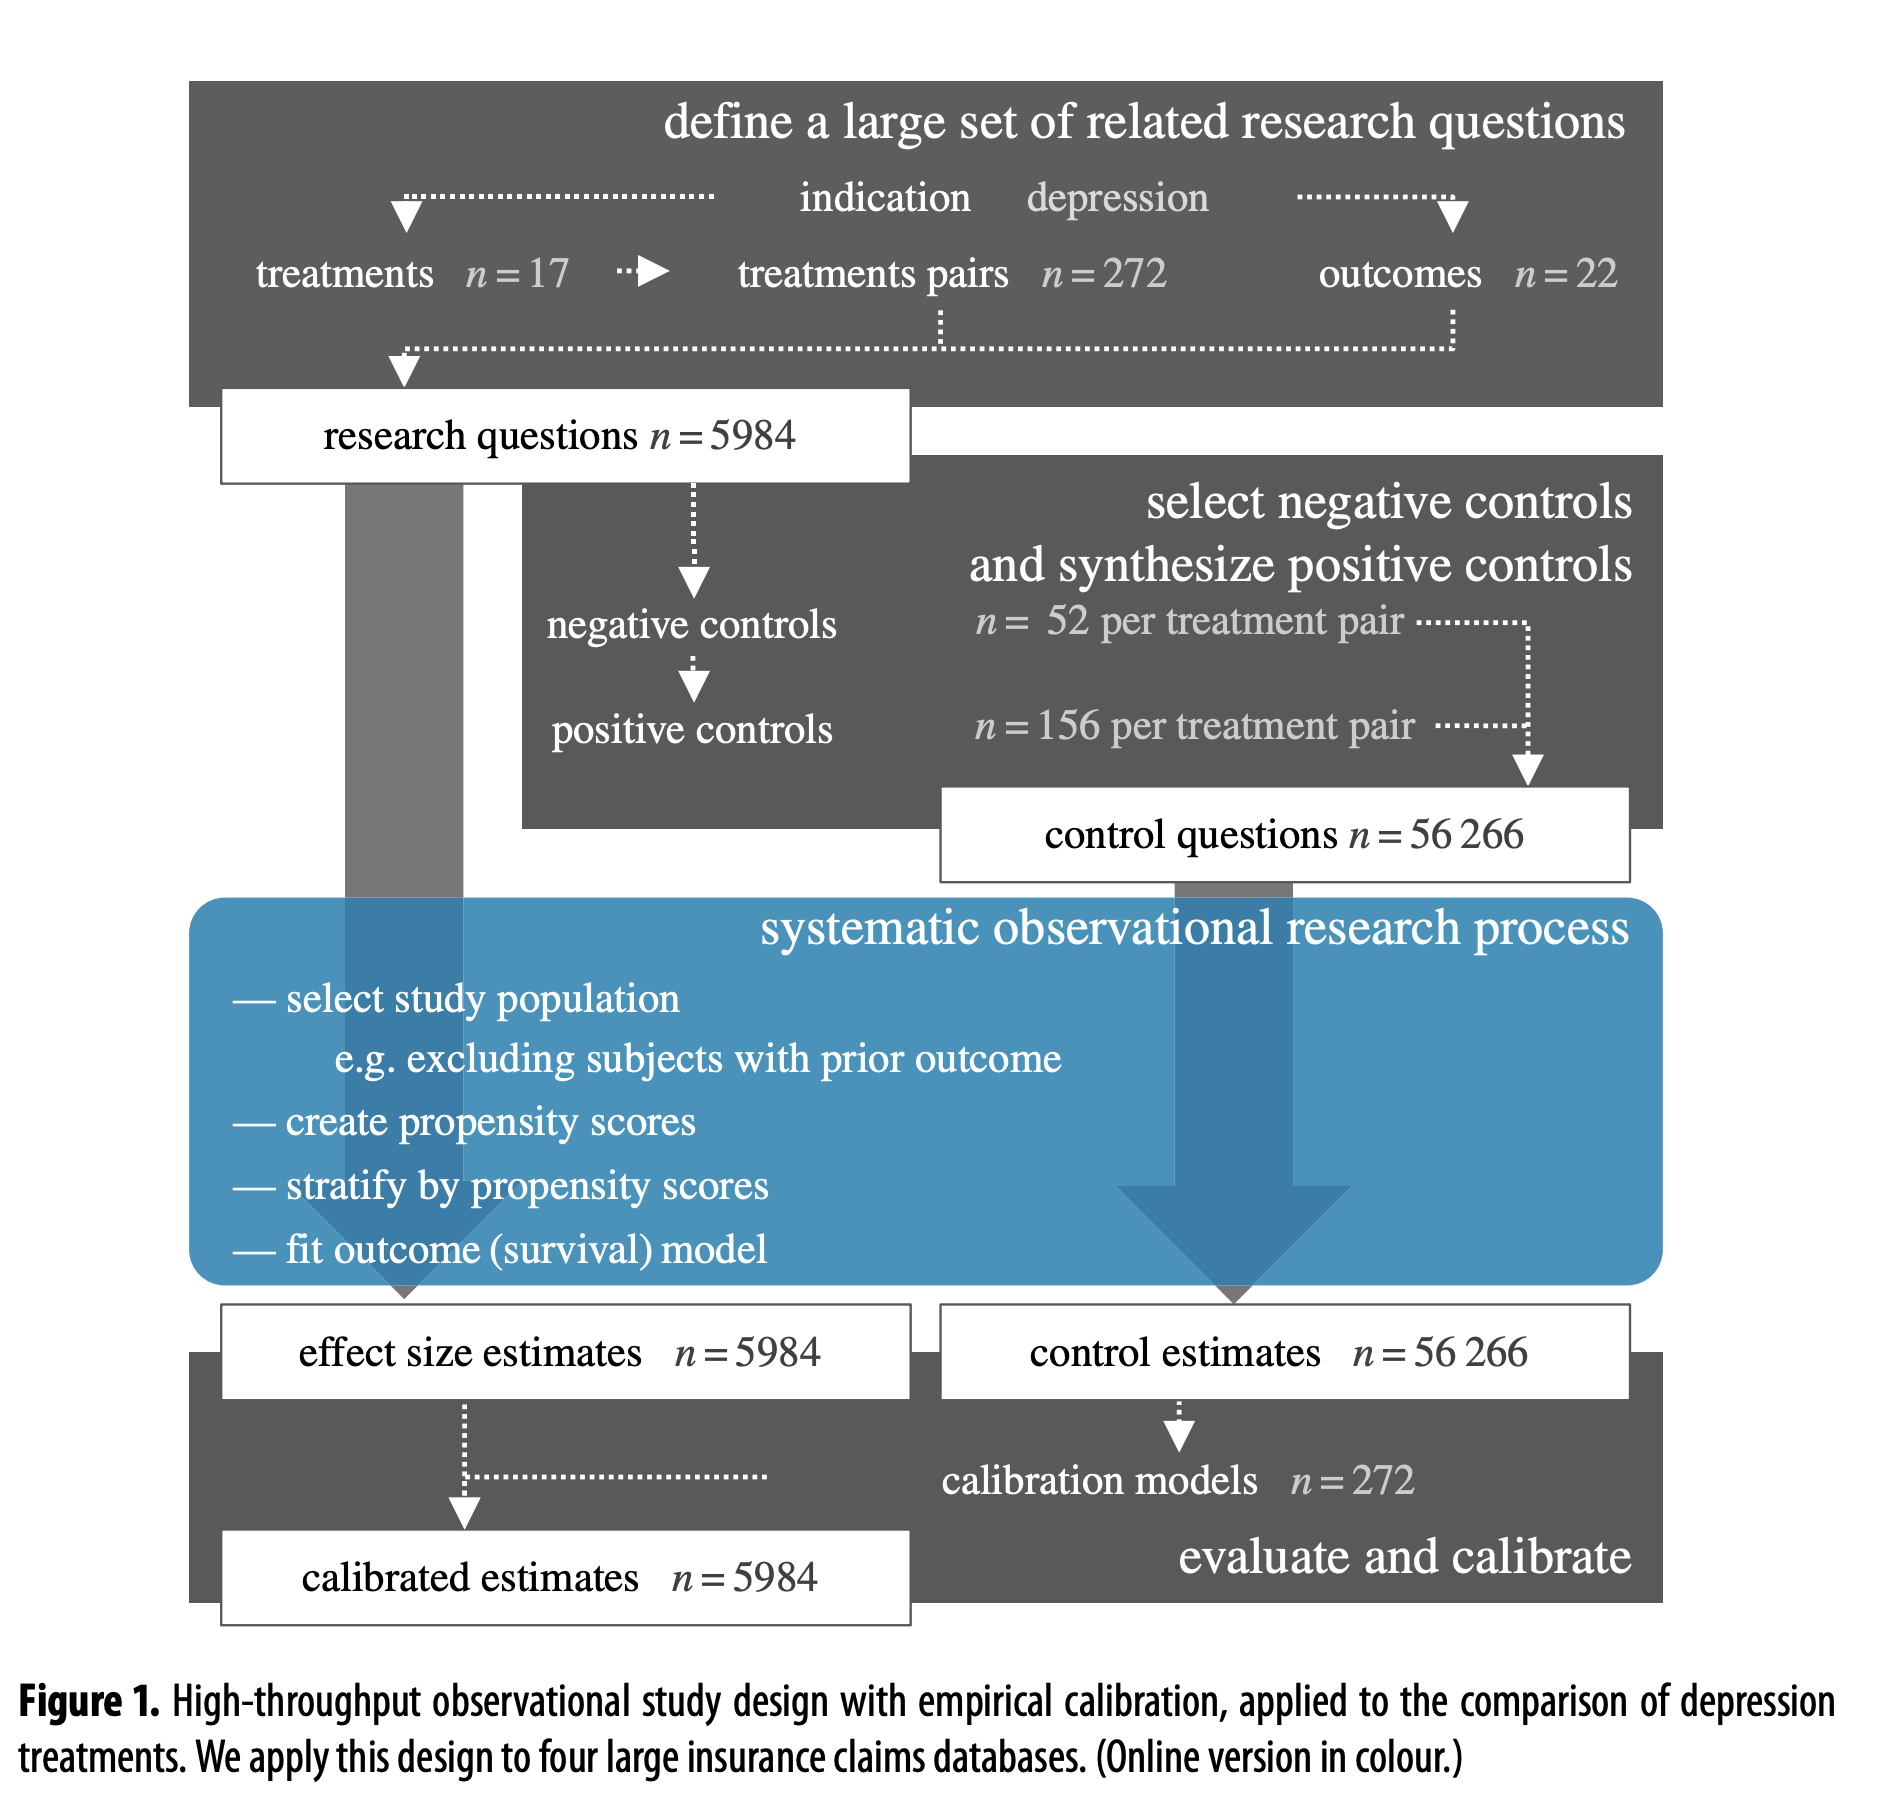 define a large set of related research questions
indication depression
treatments n = 17 treatments pairs n = 272 outcomes n = 22
research questions n = 5984
select negative controls
and synthesize positive controls
negative controls n = 52 per treatment pair
positive controls n = 156 per treatment pair
control questions n = 56 266
systematic observational research process
— select study population
e.g. excluding subjects with prior outcome
— create propensity scores
— stratify by propensity scores
— fit outcome (survival) model
effect size estimates n = 5984 control estimates n = 56 266
calibration models n = 272
evaluate and calibrate
calibrated estimates n = 5984
Figure 1. High-throughput observational study design with empirical calibration, applied to the comparison of depression
treatments. We apply this design to four large insurance claims databases. (Online version in colour.)